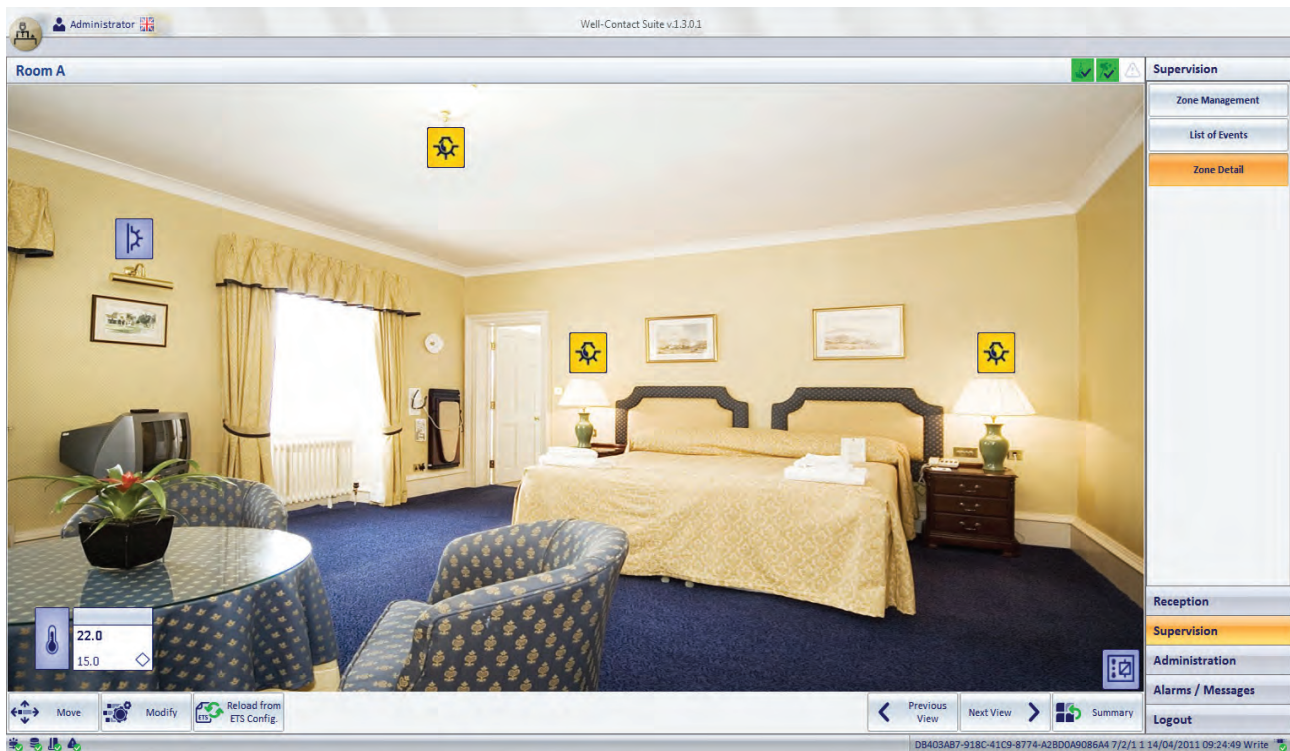 Administrator
Well-Contact Suite v.1.3.0.1
Room A
Supervision
Zone Management
List of Events
Zone Detail
22.0
15.0
Reception
Supervision
Administration
Alarms / Messages
Logout
Move
Modify
ETS
Reload from
ETS Config.
Previous
View
Next View
Summary
DB403AB7-918C-41C9-8774-A2BD0A9086A4 7/2/1 1 14/04/2011 09:24:49 Write